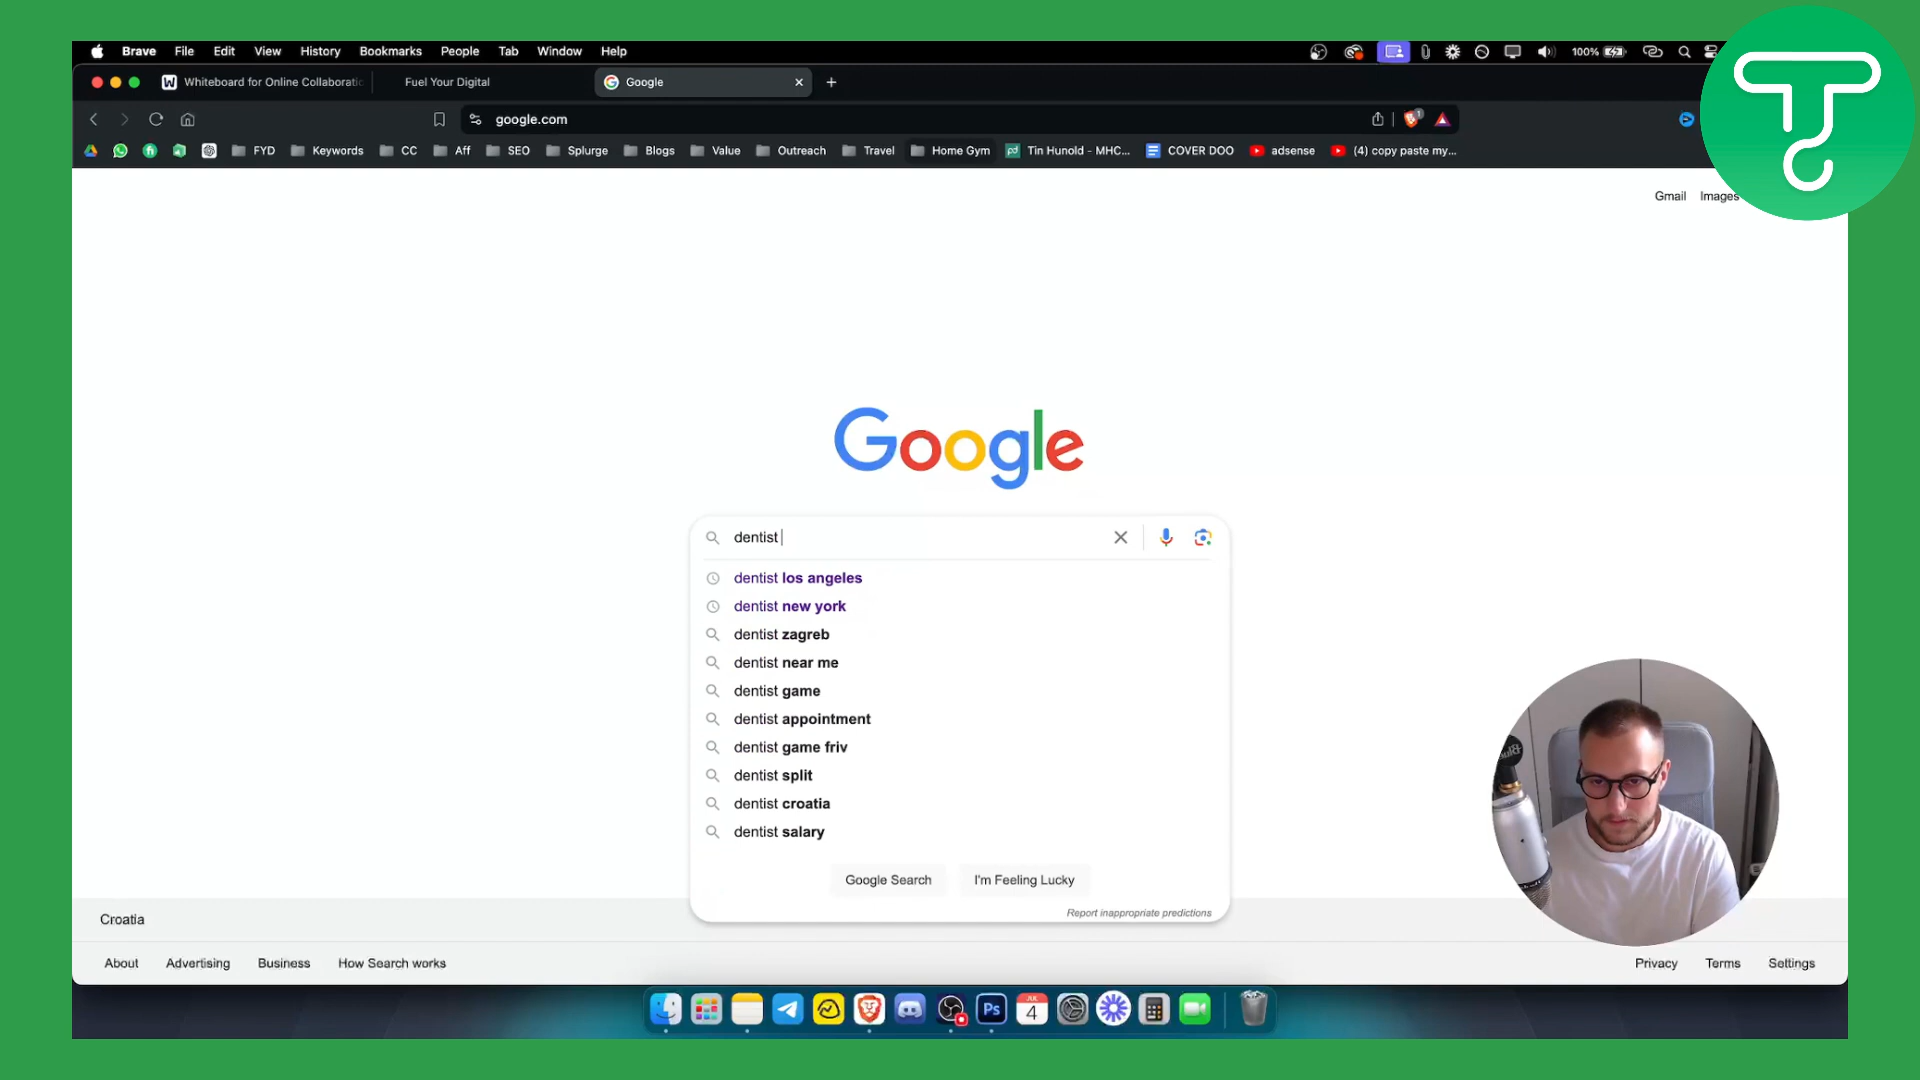 Brave File Edit View History Bookmarks People Tab Window Help
100%
Whiteboard for Online Collaboratic
Fuel Your Digital
Google
google.com
1
FYD Keywords CC Aff SEO Splurge Blogs Value Outreach Travel Home Gym Tin Hunold - MHC... COVER DOO adsense (4) copy paste my...
Gmail Images
Google
dentist
dentist los angeles
dentist new york
dentist zagreb
dentist near me
dentist game
dentist appointment
dentist game friv
dentist split
dentist croatia
dentist salary
Google Search I'm Feeling Lucky
Report inappropriate predictions
Croatia
About Advertising Business How Search works
Privacy Terms Settings
Ps
JUL
4